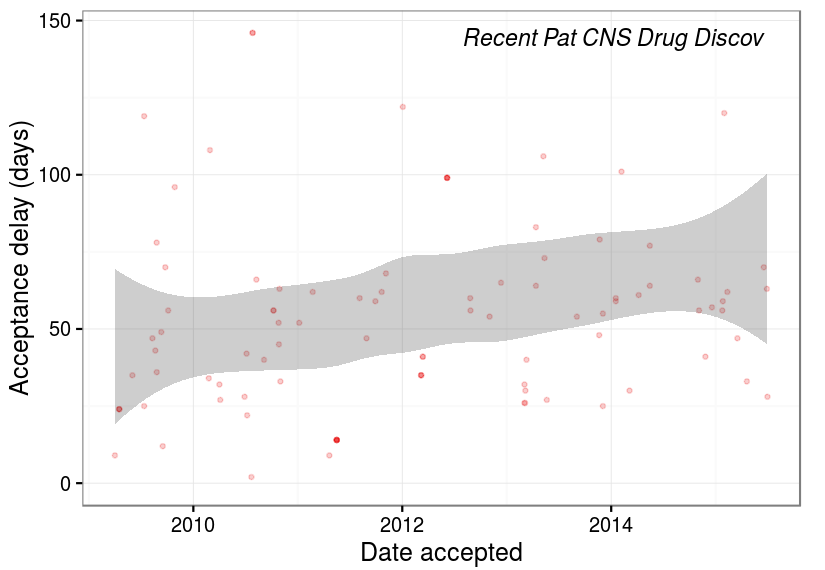 Recent Pat CNS Drug Discov
Acceptance delay (days)
150
100
50
0
2010 2012 2014
Date accepted